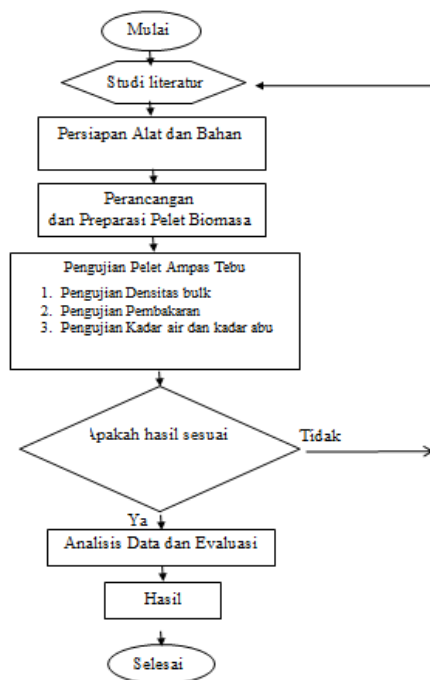 Mulai
Studi literatur
Persiapan Alat dan Bahan
Perancangan
dan Preparasi Pelet Biomasa
Pengujian Pelet Ampas Tebu
1. Pengujian Densitas bulk
2. Pengujian Pembakaran
3. Pengujian Kadar air dan kadar abu
Apakah hasil sesuai
Tidak
Ya
Analisis Data dan Evaluasi
Hasil
Selesai